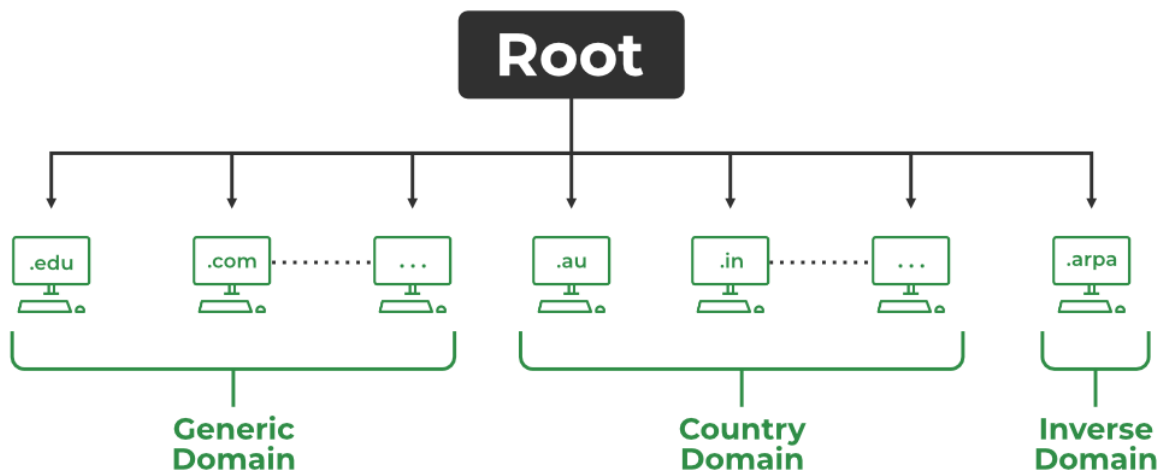 Root
.edu
.com
...
.au
.in
...
.arpa
Generic
Domain
Country
Domain
Inverse
Domain